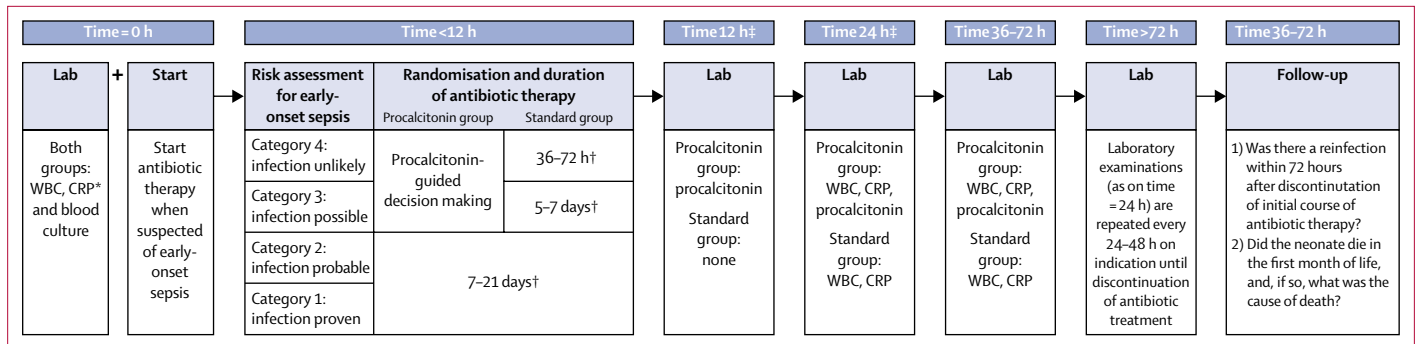 Time = 0 h
Time <12 h
Time 12 h‡
Time 24 h‡
Time 36–72 h
Time >72 h
Time 36–72 h
Lab
+
Start
Both
groups:
WBC, CRP*
and blood
culture
Start
antibiotic
therapy
when
suspected
of early-
onset
sepsis
Risk assessment
for early-
onset sepsis
Randomisation and duration
of antibiotic therapy
Procalcitonin group
Standard group
Category 4:
infection unlikely
Category 3:
infection possible
Category 2:
infection probable
Category 1:
infection proven
Procalcitonin-
guided
decision making
36–72 h†
5–7 days†
7–21 days†
Lab
Procalcitonin
group:
procalcitonin
Standard
group:
none
Lab
Procalcitonin
group:
WBC, CRP,
procalcitonin
Standard
group:
WBC, CRP
Lab
Procalcitonin
group:
WBC, CRP,
procalcitonin
Standard
group:
WBC, CRP
Lab
Laboratory
examinations
(as on time
= 24 h) are
repeated every
24–48 h on
indication until
discontinuation
of antibiotic
treatment
Follow-up
1) Was there a reinfection
within 72 hours
after discontinutation
of initial course of
antibiotic therapy?
2) Did the neonate die in
the first month of life,
and, if so, what was the
cause of death?